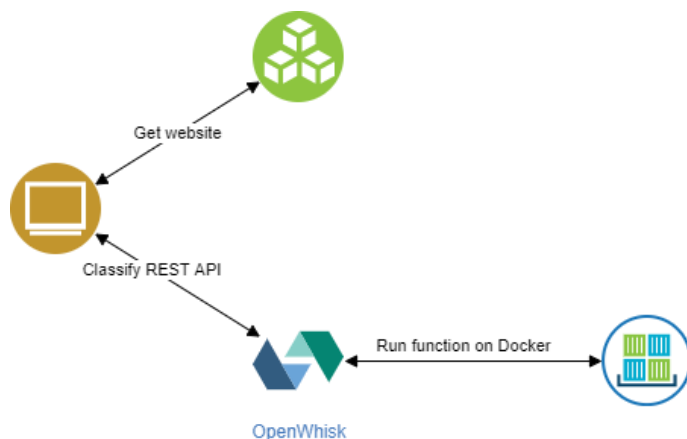 Get website
Classify REST API
Run function on Docker
OpenWhisk